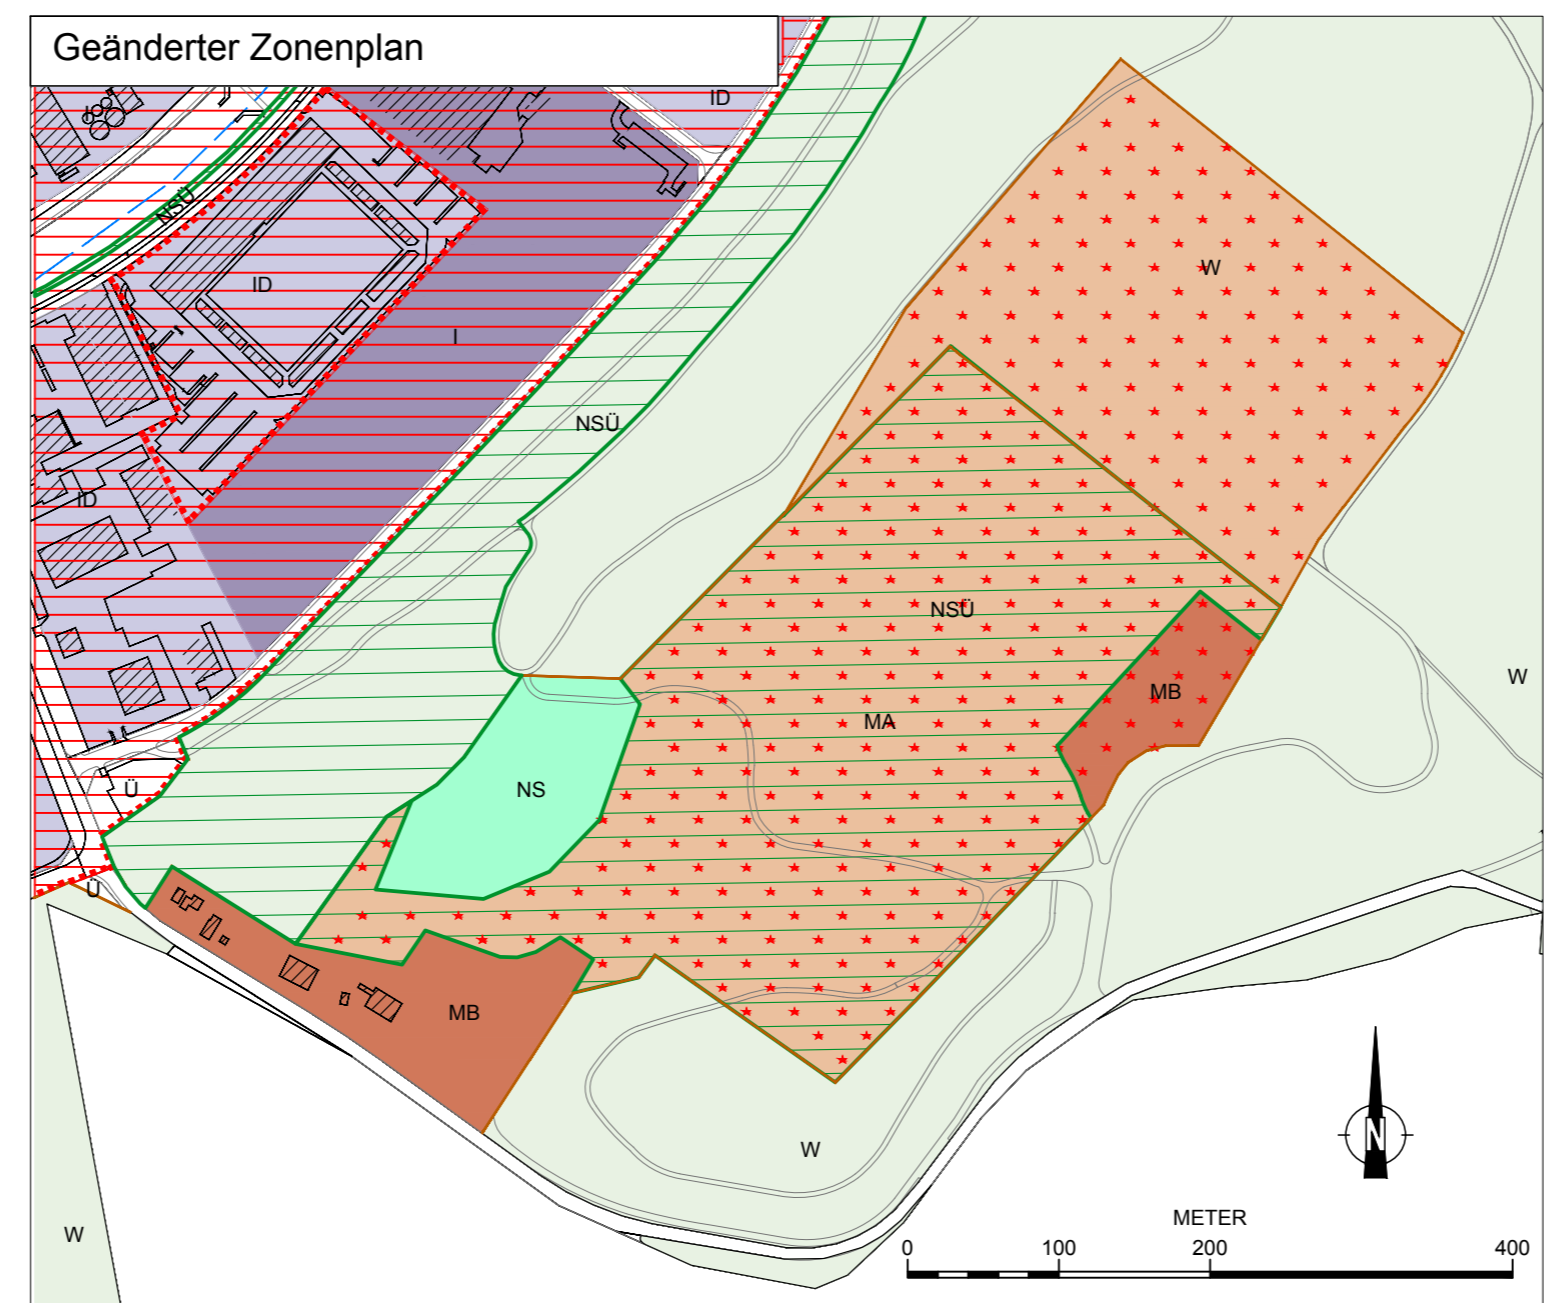 Geänderter Zonenplan
ID
NSÜ
ID
W
I
NSÜ
ID
NSÜ
W
MB
MA
Ü
NS
Ü
MB
W
METER
W
0 100 200 400
N